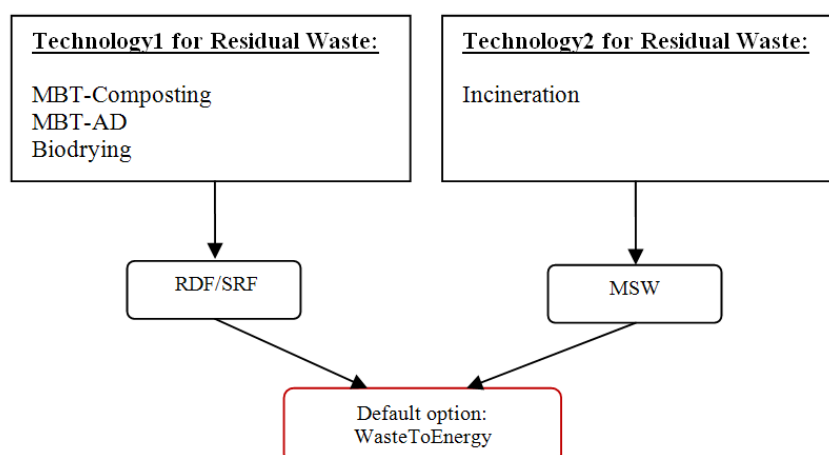 Technology1 for Residual Waste:
MBT-Composting
MBT-AD
Biodrying
Technology2 for Residual Waste:
Incineration
RDF/SRF
MSW
Default option:
WasteToEnergy